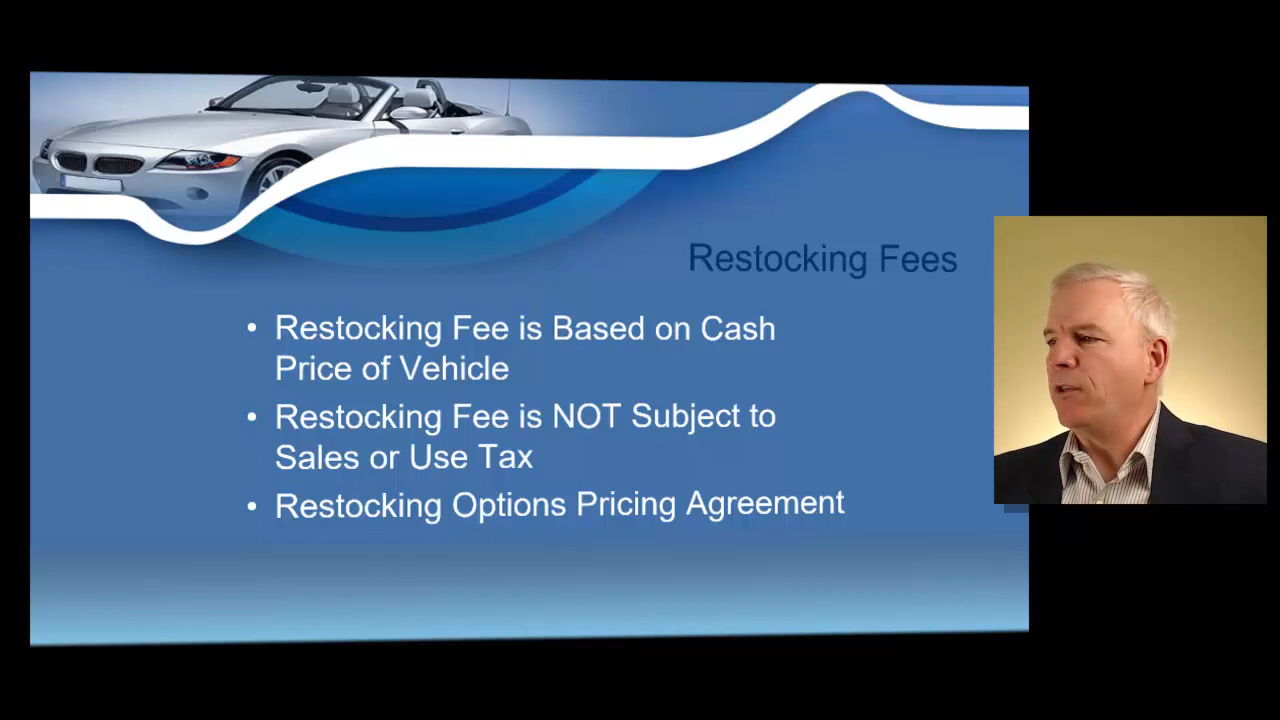 Restocking Fees
• Restocking Fee is Based on Cash
Price of Vehicle
• Restocking Fee is NOT Subject to
Sales or Use Tax
• Restocking Options Pricing Agreement